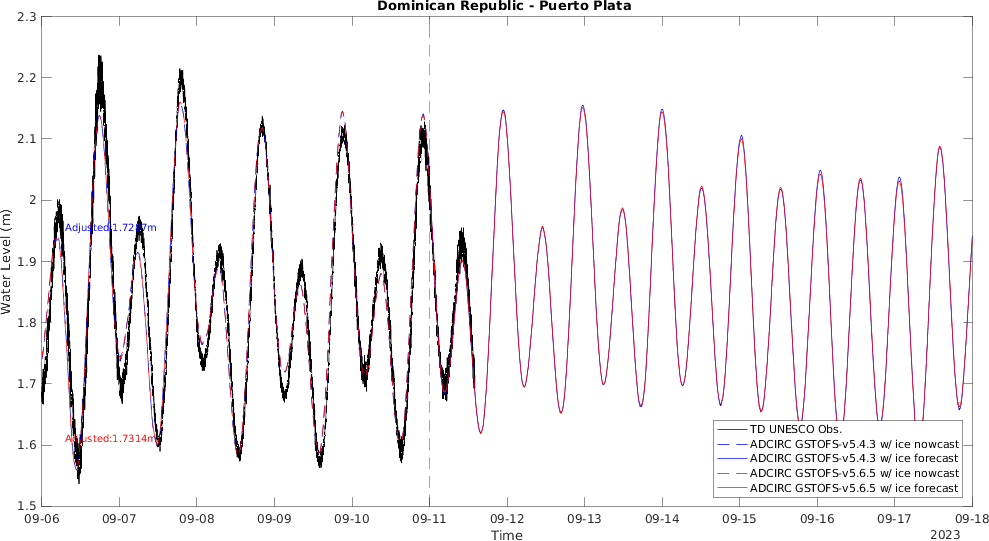 Dominican Republic - Puerto Plata
Water Level (m)
2.3
2.2
2.1
2
1.9
1.8
1.7
1.6
1.5
Adjusted:1.7287m
Adjusted:1.7314m
TD UNESCO Obs.
ADCIRC GSTOFS-v5.4.3 w/ ice nowcast
ADCIRC GSTOFS-v5.4.3 w/ ice forecast
ADCIRC GSTOFS-v5.6.5 w/ ice nowcast
ADCIRC GSTOFS-v5.6.5 w/ ice forecast
09-06 09-07 09-08 09-09 09-10 09-11 09-12 09-13 09-14 09-15 09-16 09-17 09-18
Time
2023